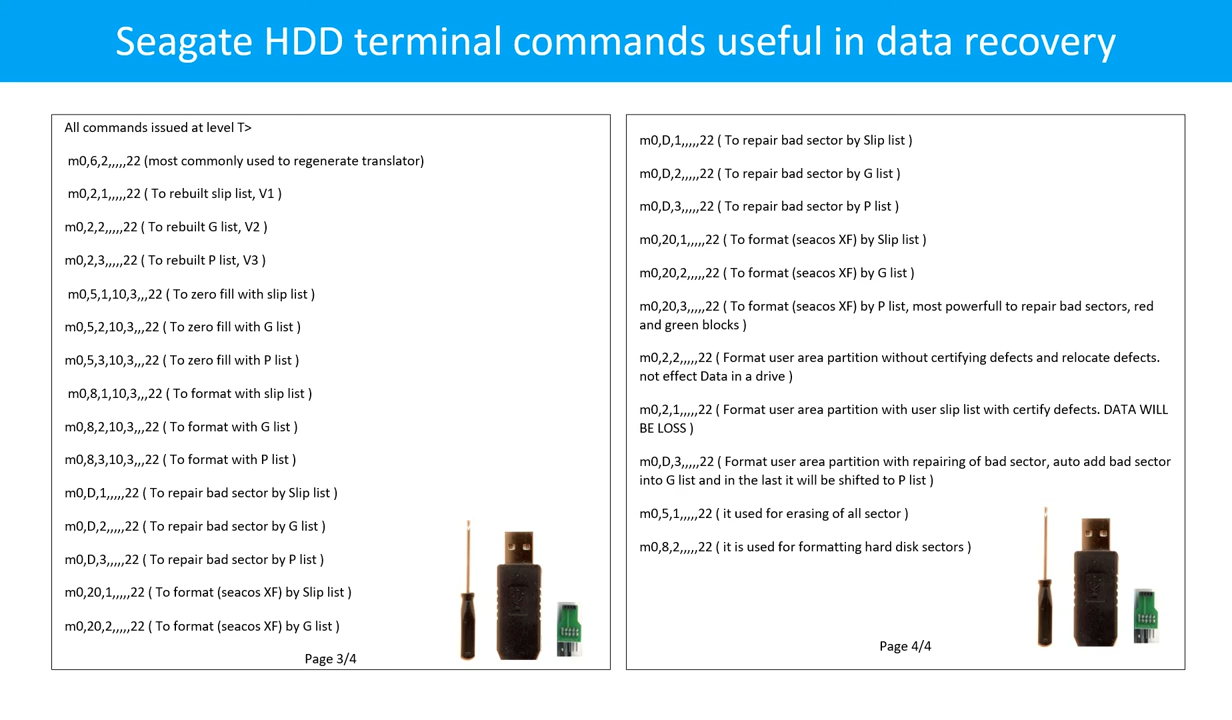 Seagate HDD terminal commands useful in data recovery
All commands issued at level T>
m0,6,2,,,,,22 (most commonly used to regenerate translator)
m0,2,1,,,,,22 ( To rebuilt slip list, V1 )
m0,2,2,,,,,22 ( To rebuilt G list, V2 )
m0,2,3,,,,,22 ( To rebuilt P list, V3 )
m0,5,1,10,3,,,22 ( To zero fill with slip list )
m0,5,2,10,3,,,22 ( To zero fill with G list )
m0,5,3,10,3,,,22 ( To zero fill with P list )
m0,8,1,10,3,,,22 ( To format with slip list )
m0,8,2,10,3,,,22 ( To format with G list )
m0,8,3,10,3,,,22 ( To format with P list )
m0,D,1,,,,,22 ( To repair bad sector by Slip list )
m0,D,2,,,,,22 ( To repair bad sector by G list )
m0,D,3,,,,,22 ( To repair bad sector by P list )
m0,20,1,,,,,22 ( To format (seacos XF) by Slip list )
m0,20,2,,,,,22 ( To format (seacos XF) by G list )
Page 3/4
m0,D,1,,,,,22 ( To repair bad sector by Slip list )
m0,D,2,,,,,22 ( To repair bad sector by G list )
m0,D,3,,,,,22 ( To repair bad sector by P list )
m0,20,1,,,,,22 ( To format (seacos XF) by Slip list )
m0,20,2,,,,,22 ( To format (seacos XF) by G list )
m0,20,3,,,,,22 ( To format (seacos XF) by P list, most powerfull to repair bad sectors, red
and green blocks )
m0,2,2,,,,,22 ( Format user area partition without certifying defects and relocate defects.
not effect Data in a drive )
m0,2,1,,,,,22 ( Format user area partition with user slip list with certify defects. DATA WILL
BE LOSS )
m0,D,3,,,,,22 ( Format user area partition with repairing of bad sector, auto add bad sector
into G list and in the last it will be shifted to P list )
m0,5,1,,,,,22 ( it used for erasing of all sector )
m0,8,2,,,,,22 ( it is used for formatting hard disk sectors )
Page 4/4